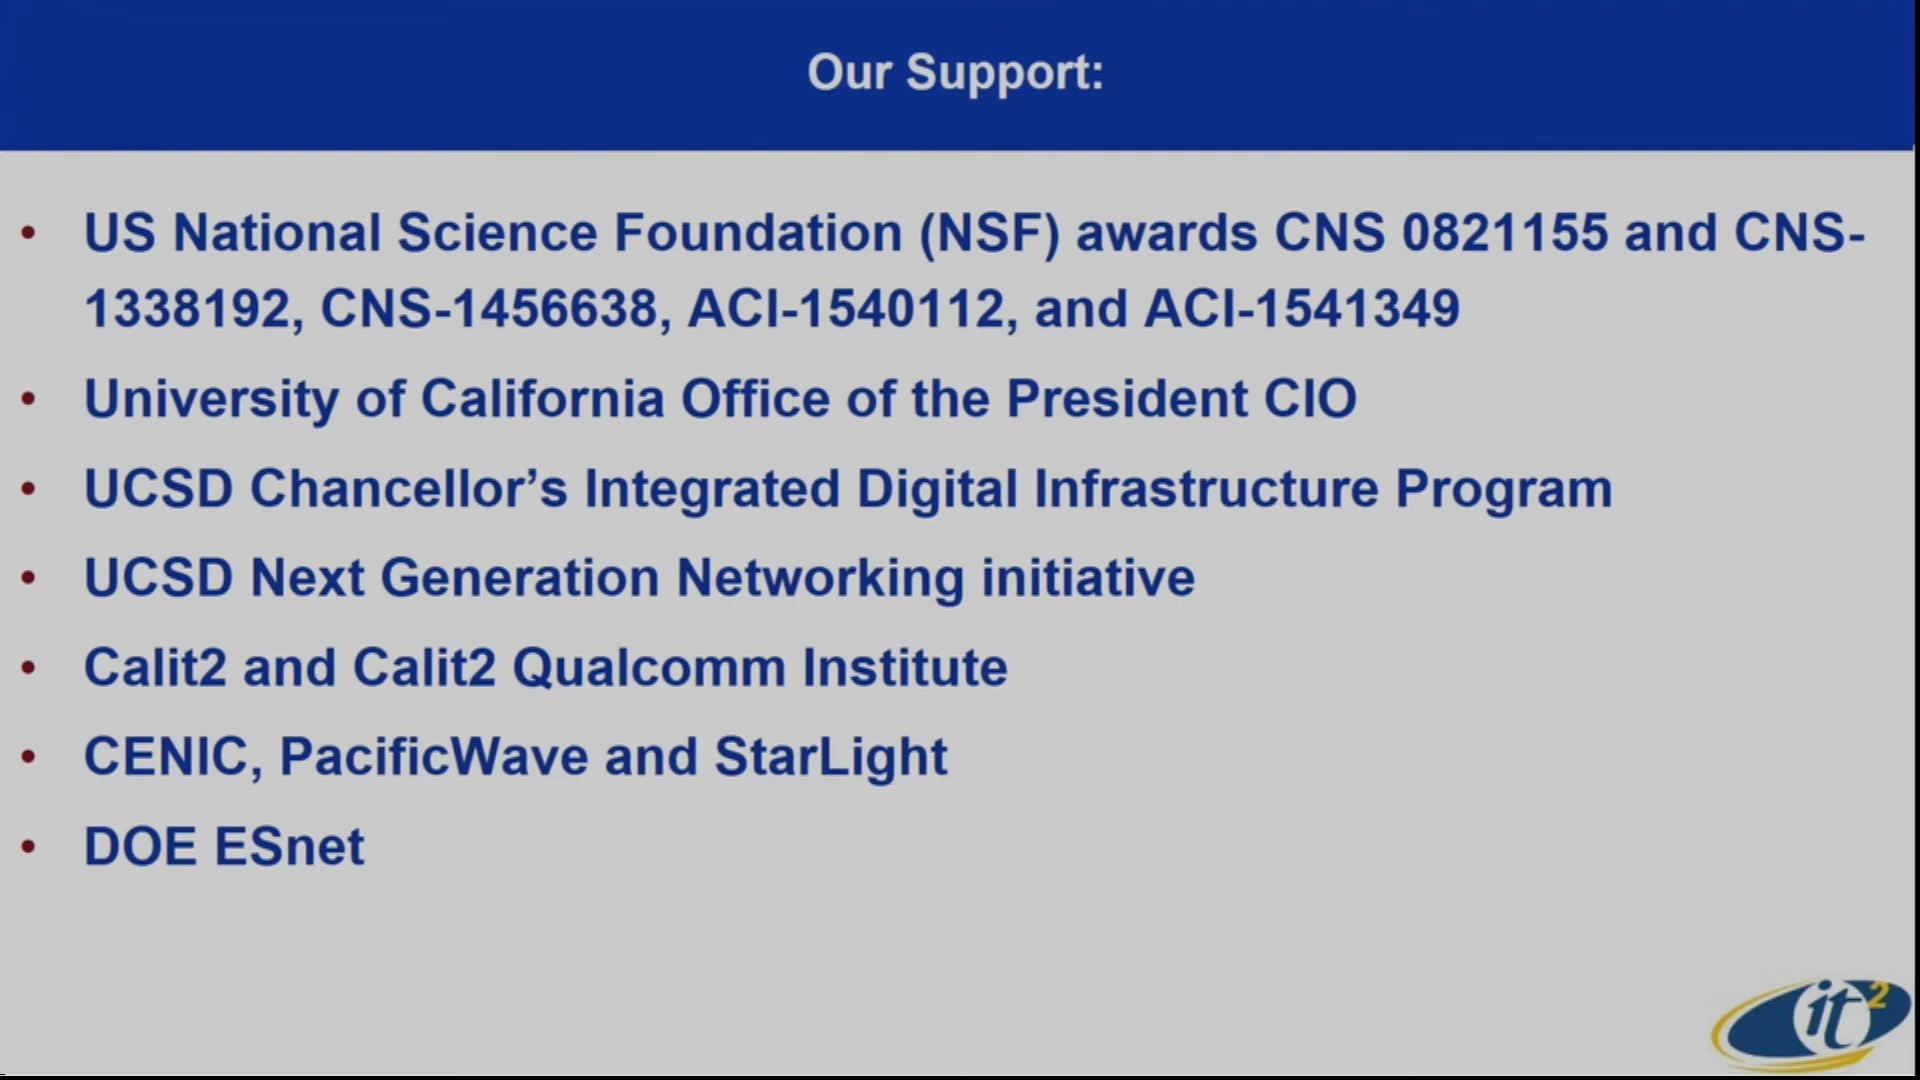 Our Support:
• US National Science Foundation (NSF) awards CNS 0821155 and CNS-
1338192, CNS-1456638, ACI-1540112, and ACI-1541349
• University of California Office of the President CIO
• UCSD Chancellor’s Integrated Digital Infrastructure Program
• UCSD Next Generation Networking initiative
• Calit2 and Calit2 Qualcomm Institute
• CENIC, PacificWave and StarLight
• DOE ESnet
it2